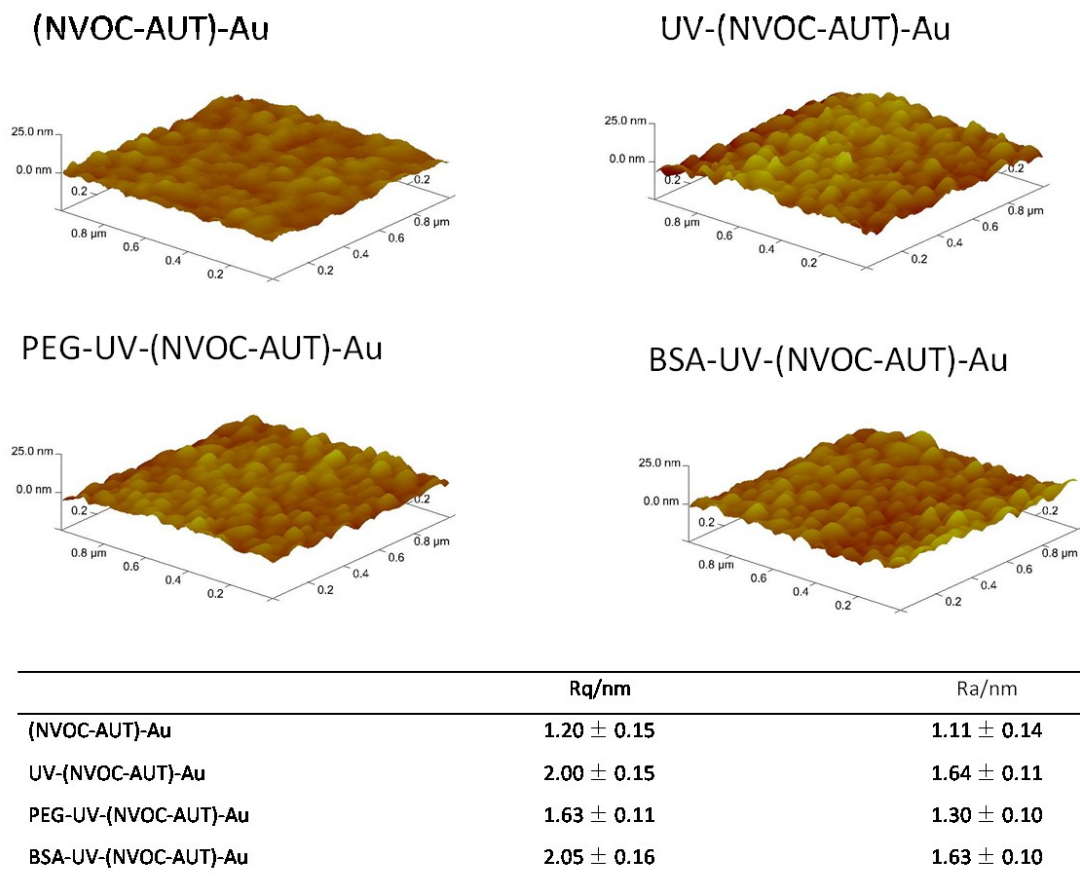 (NVOC-AUT)-Au
UV-(NVOC-AUT)-Au
25.0 nm
0.0 nm
0.2
0.8 µm
0.6
0.4
0.2
0.2
0.4
0.6
0.8 µm
0.2
25.0 nm
0.0 nm
0.2
0.8 µm
0.6
0.4
0.2
0.2
0.4
0.6
0.8 µm
0.2
PEG-UV-(NVOC-AUT)-Au
BSA-UV-(NVOC-AUT)-Au
25.0 nm
0.0 nm
0.2
0.8 µm
0.6
0.4
0.2
0.2
0.4
0.6
0.8 µm
0.2
25.0 nm
0.0 nm
0.2
0.8 µm
0.6
0.4
0.2
0.2
0.4
0.6
0.8 µm
0.2
Rq/nm Ra/nm
(NVOC-AUT)-Au 1.20 ± 0.15 1.11 ± 0.14
UV-(NVOC-AUT)-Au 2.00 ± 0.15 1.64 ± 0.11
PEG-UV-(NVOC-AUT)-Au 1.63 ± 0.11 1.30 ± 0.10
BSA-UV-(NVOC-AUT)-Au 2.05 ± 0.16 1.63 ± 0.10